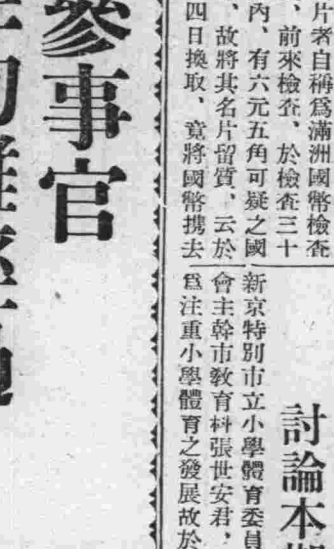 片者自稱爲滿洲國幣檢查
、前來檢查、於檢查三十
內、有六元五角可疑之國
、故將其名片留質、云於
四日換取、竟將國幣携去
討論本
新京特別市立小學體育委員
會主幹市敎育科張世安君，
爲注重小學體育之發展故於
參事官